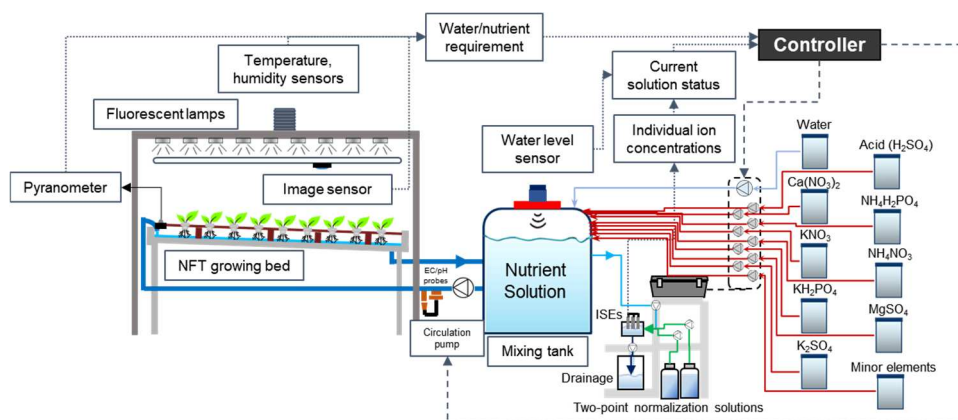 Water/nutrient
requirement
Controller
Temperature,
humidity sensors
Current
solution status
Fluorescent lamps
Water level
sensor
Individual ion
concentrations
Water
Acid (H₂SO₄)
Pyranometer
Image sensor
Ca(NO₃)₂
NH₄H₂PO₄
KNO₃
NH₄NO₃
NFT growing bed
EC/pH
probes
Nutrient
Solution
KH₂PO₄
MgSO₄
ISEs
Circulation
pump
Mixing tank
K₂SO₄
Drainage
Minor elements
Two-point normalization solutions